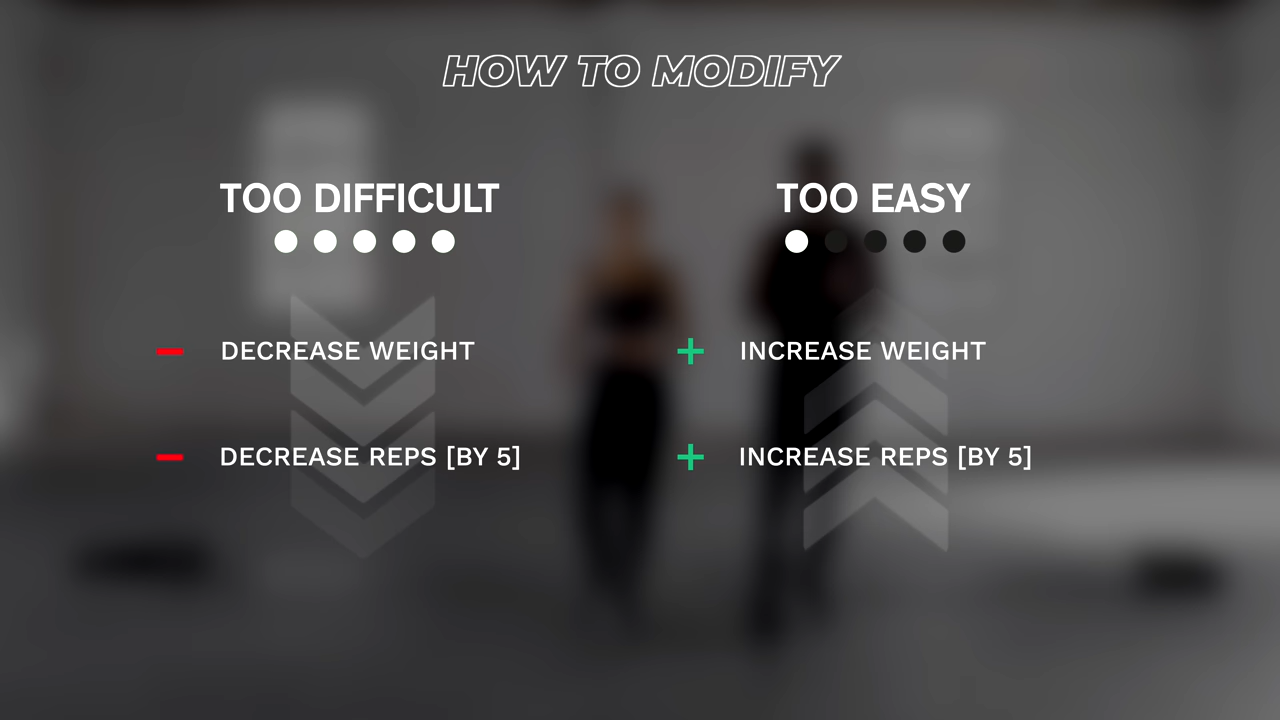 HOW TO MODIFY
TOO DIFFICULT
TOO EASY
DECREASE WEIGHT
INCREASE WEIGHT
DECREASE REPS [BY 5]
INCREASE REPS [BY 5]